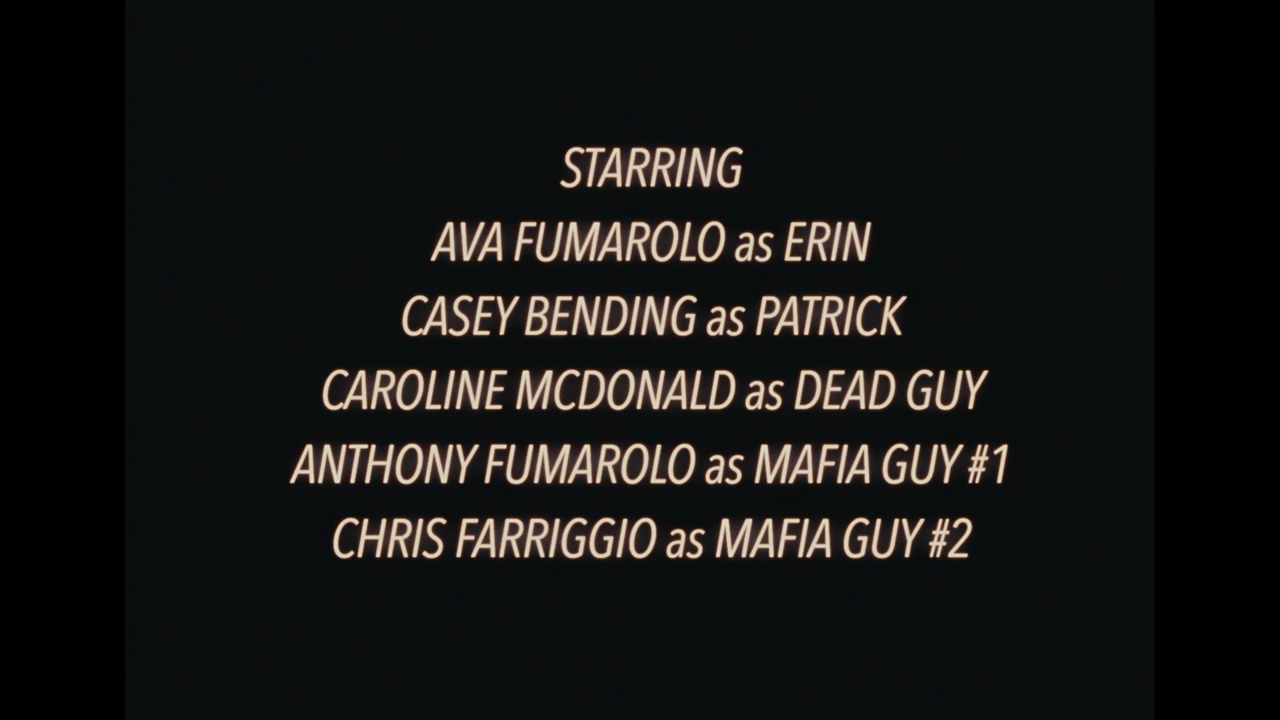 STARRING
AVA FUMAROLO as ERIN
CASEY BENDING as PATRICK
CAROLINE MCDONALD as DEAD GUY
ANTHONY FUMAROLO as MAFIA GUY #1
CHRIS FARRIGGIO as MAFIA GUY #2